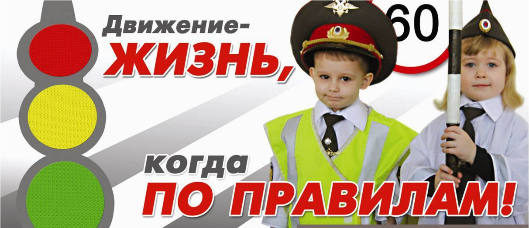 Движение-
ЖИЗНЬ,
60
когда
ПО ПРАВИЛАМ!